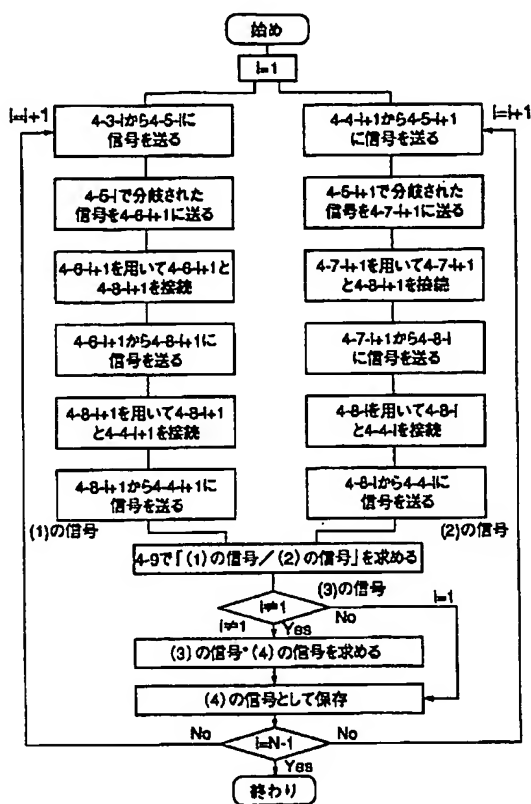 始め
i=1
i=i+1
i=i+1
4-3-iから4-5-iに
信号を送る
4-4-i+1から4-5-i+1
に信号を送る
4-5-iで分岐された
信号を4-6-i+1に送る
4-5-i+1で分岐された
信号を4-7-i+1に送る
4-6-i+1を用いて4-6-i+1と
4-8-i+1を接続
4-7-i+1を用いて4-7-i+1
と4-8-i+1を接続
4-6-i+1から4-8-i+1に
信号を送る
4-7-i+1から4-8-i
に信号を送る
4-8-i+1を用いて4-8-i+1
と4-4-i+1を接続
4-8-iを用いて4-8-i
と4-4-iを接続
4-8-i+1から4-4-i+1に
信号を送る
4-8-iから4-4-iに
信号を送る
(1)の信号
(2)の信号
4-9で「(1)の信号/(2)の信号」を求める
(3)の信号
i≠1
No
i=1
i≠1
Yes
(3)の信号*(4)の信号を求める
(4)の信号として保存
No
i=N-1
No
Yes
終わり